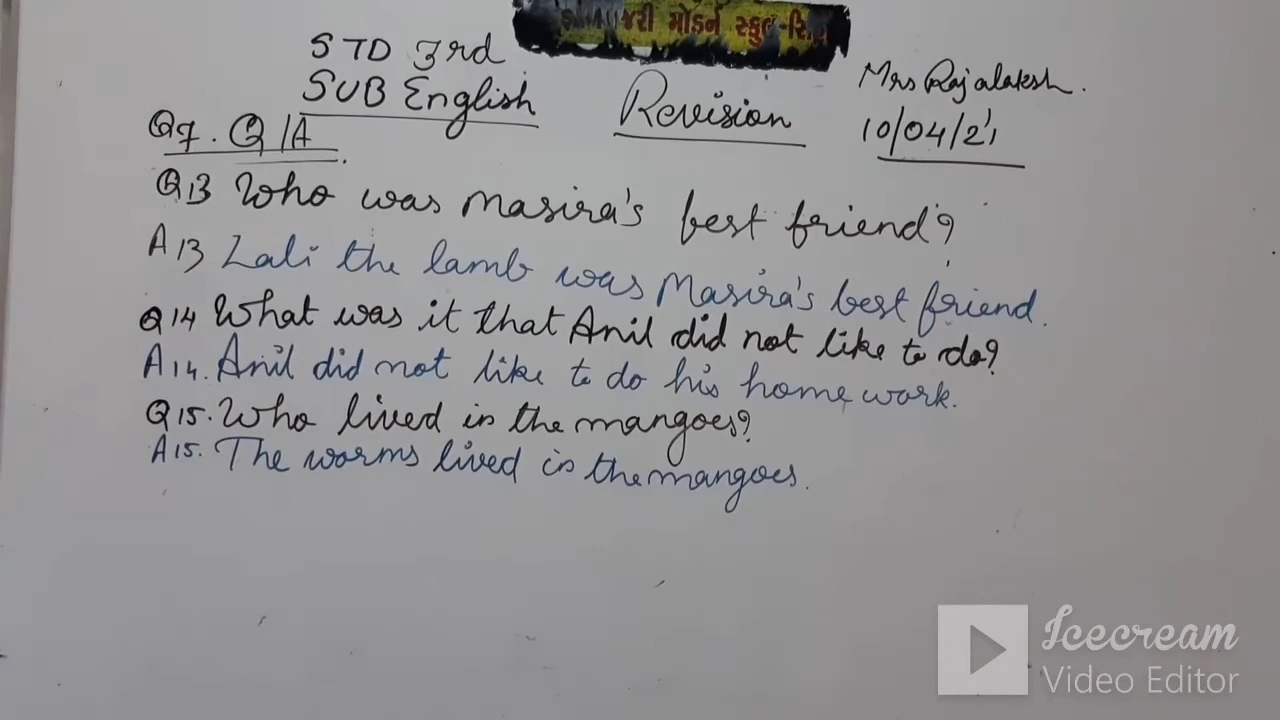 જરી મોડર્ન સ્કુલ-સિ
STD 3rd
SUB English
Revision
Mrs Rajalaksh.
10/04/21
Q7. Q/A
Q13 Who was Masira's best friend?
A13 Lali the lamb was Masira's best friend.
Q14 What was it that Anil did not like to do?
A14. Anil did not like to do his home work.
Q15. Who lived in the mangoes?
A15. The worms lived in the mangoes.
Icecream
Video Editor